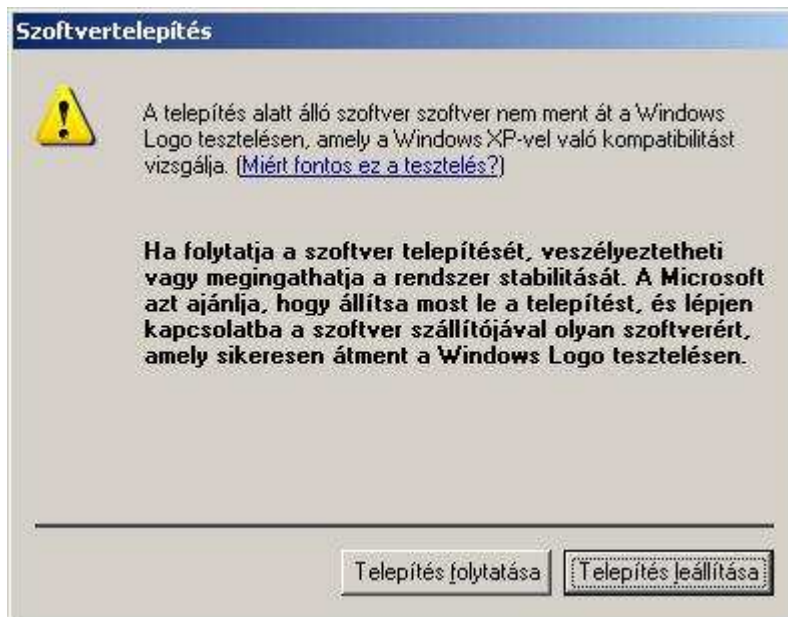 Szoftvertelepítés
A telepítés alatt álló szoftver szoftver nem ment át a Windows
Logo tesztelésen, amely a Windows XP-vel való kompatibilitást
vizsgálja. (Miért fontos ez a tesztelés?)
Ha folytatja a szoftver telepítését, veszélyeztetheti
vagy megingathatja a rendszer stabilitását. A Microsoft
azt ajánlja, hogy állítsa most le a telepítést, és lépjen
kapcsolatba a szoftver szállítójával olyan szoftverért,
amely sikeresen átment a Windows Logo tesztelésen.
Telepítés folytatása
Telepítés leállítása